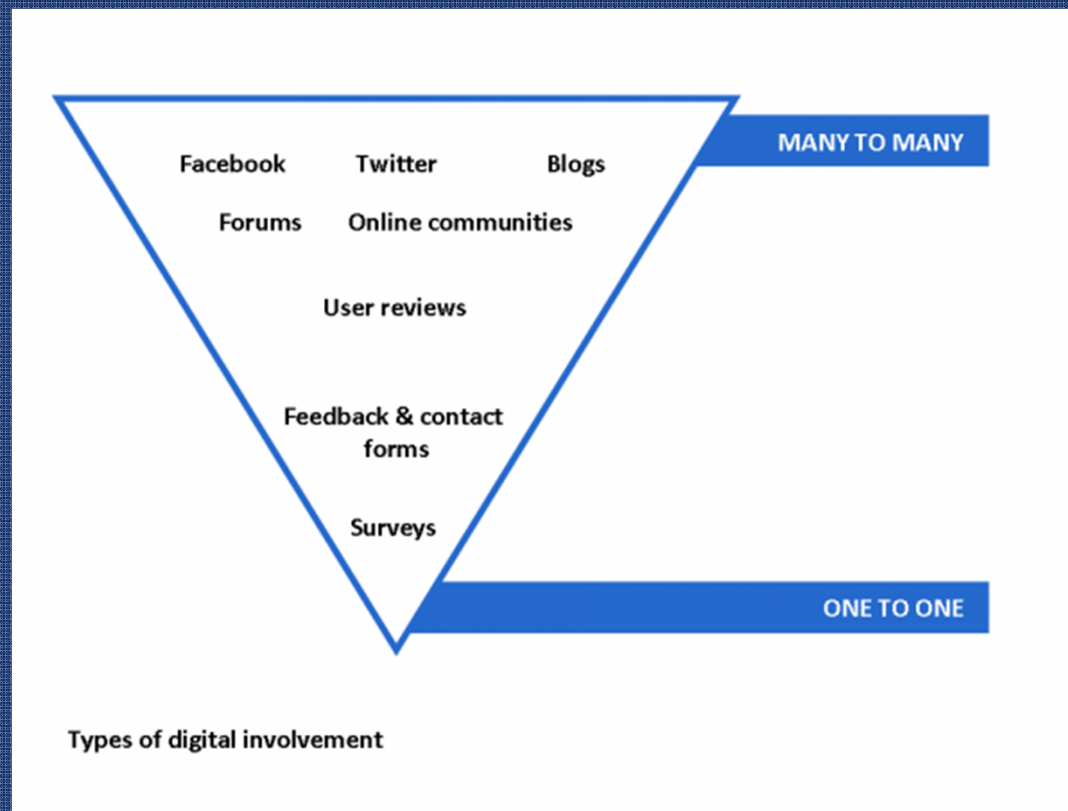 MANY TO MANY
Facebook Twitter Blogs
Forums Online communities
User reviews
Feedback & contact
forms
Surveys
ONE TO ONE
Types of digital involvement